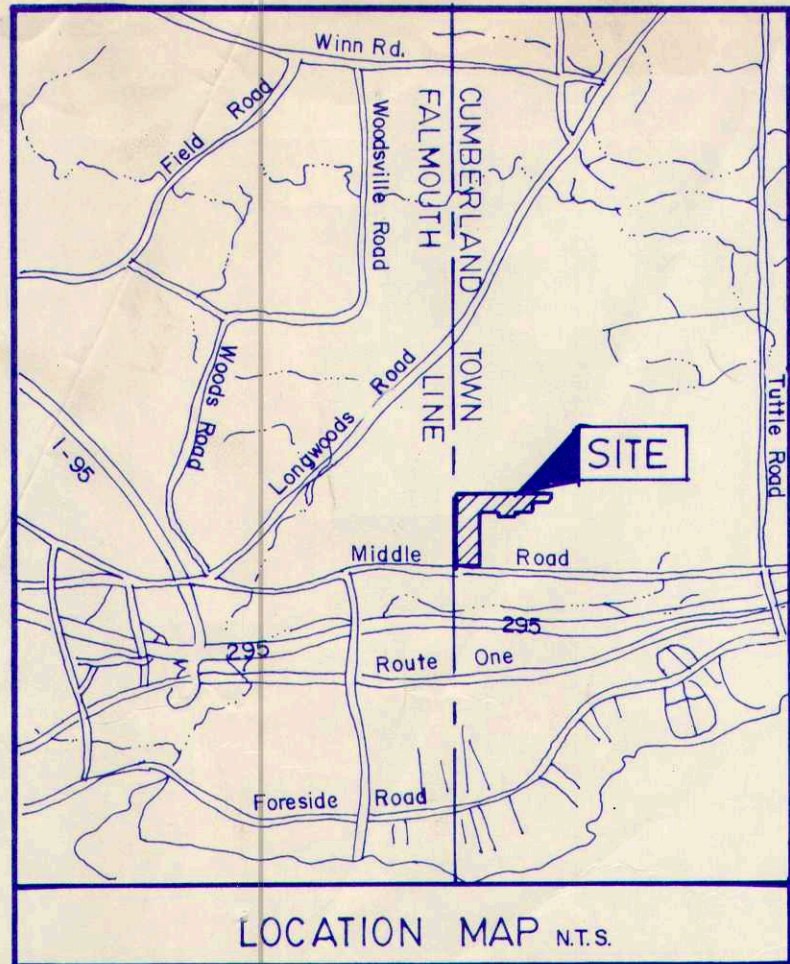 Winn Rd.
Field Road
Woodsville Road
CUMBERLAND
FALMOUTH
TOWN
LINE
Woods Road
Longwoods Road
I-95
SITE
Tuttle Road
Middle Road
295
295
Route One
Foreside Road
LOCATION MAP N.T.S.